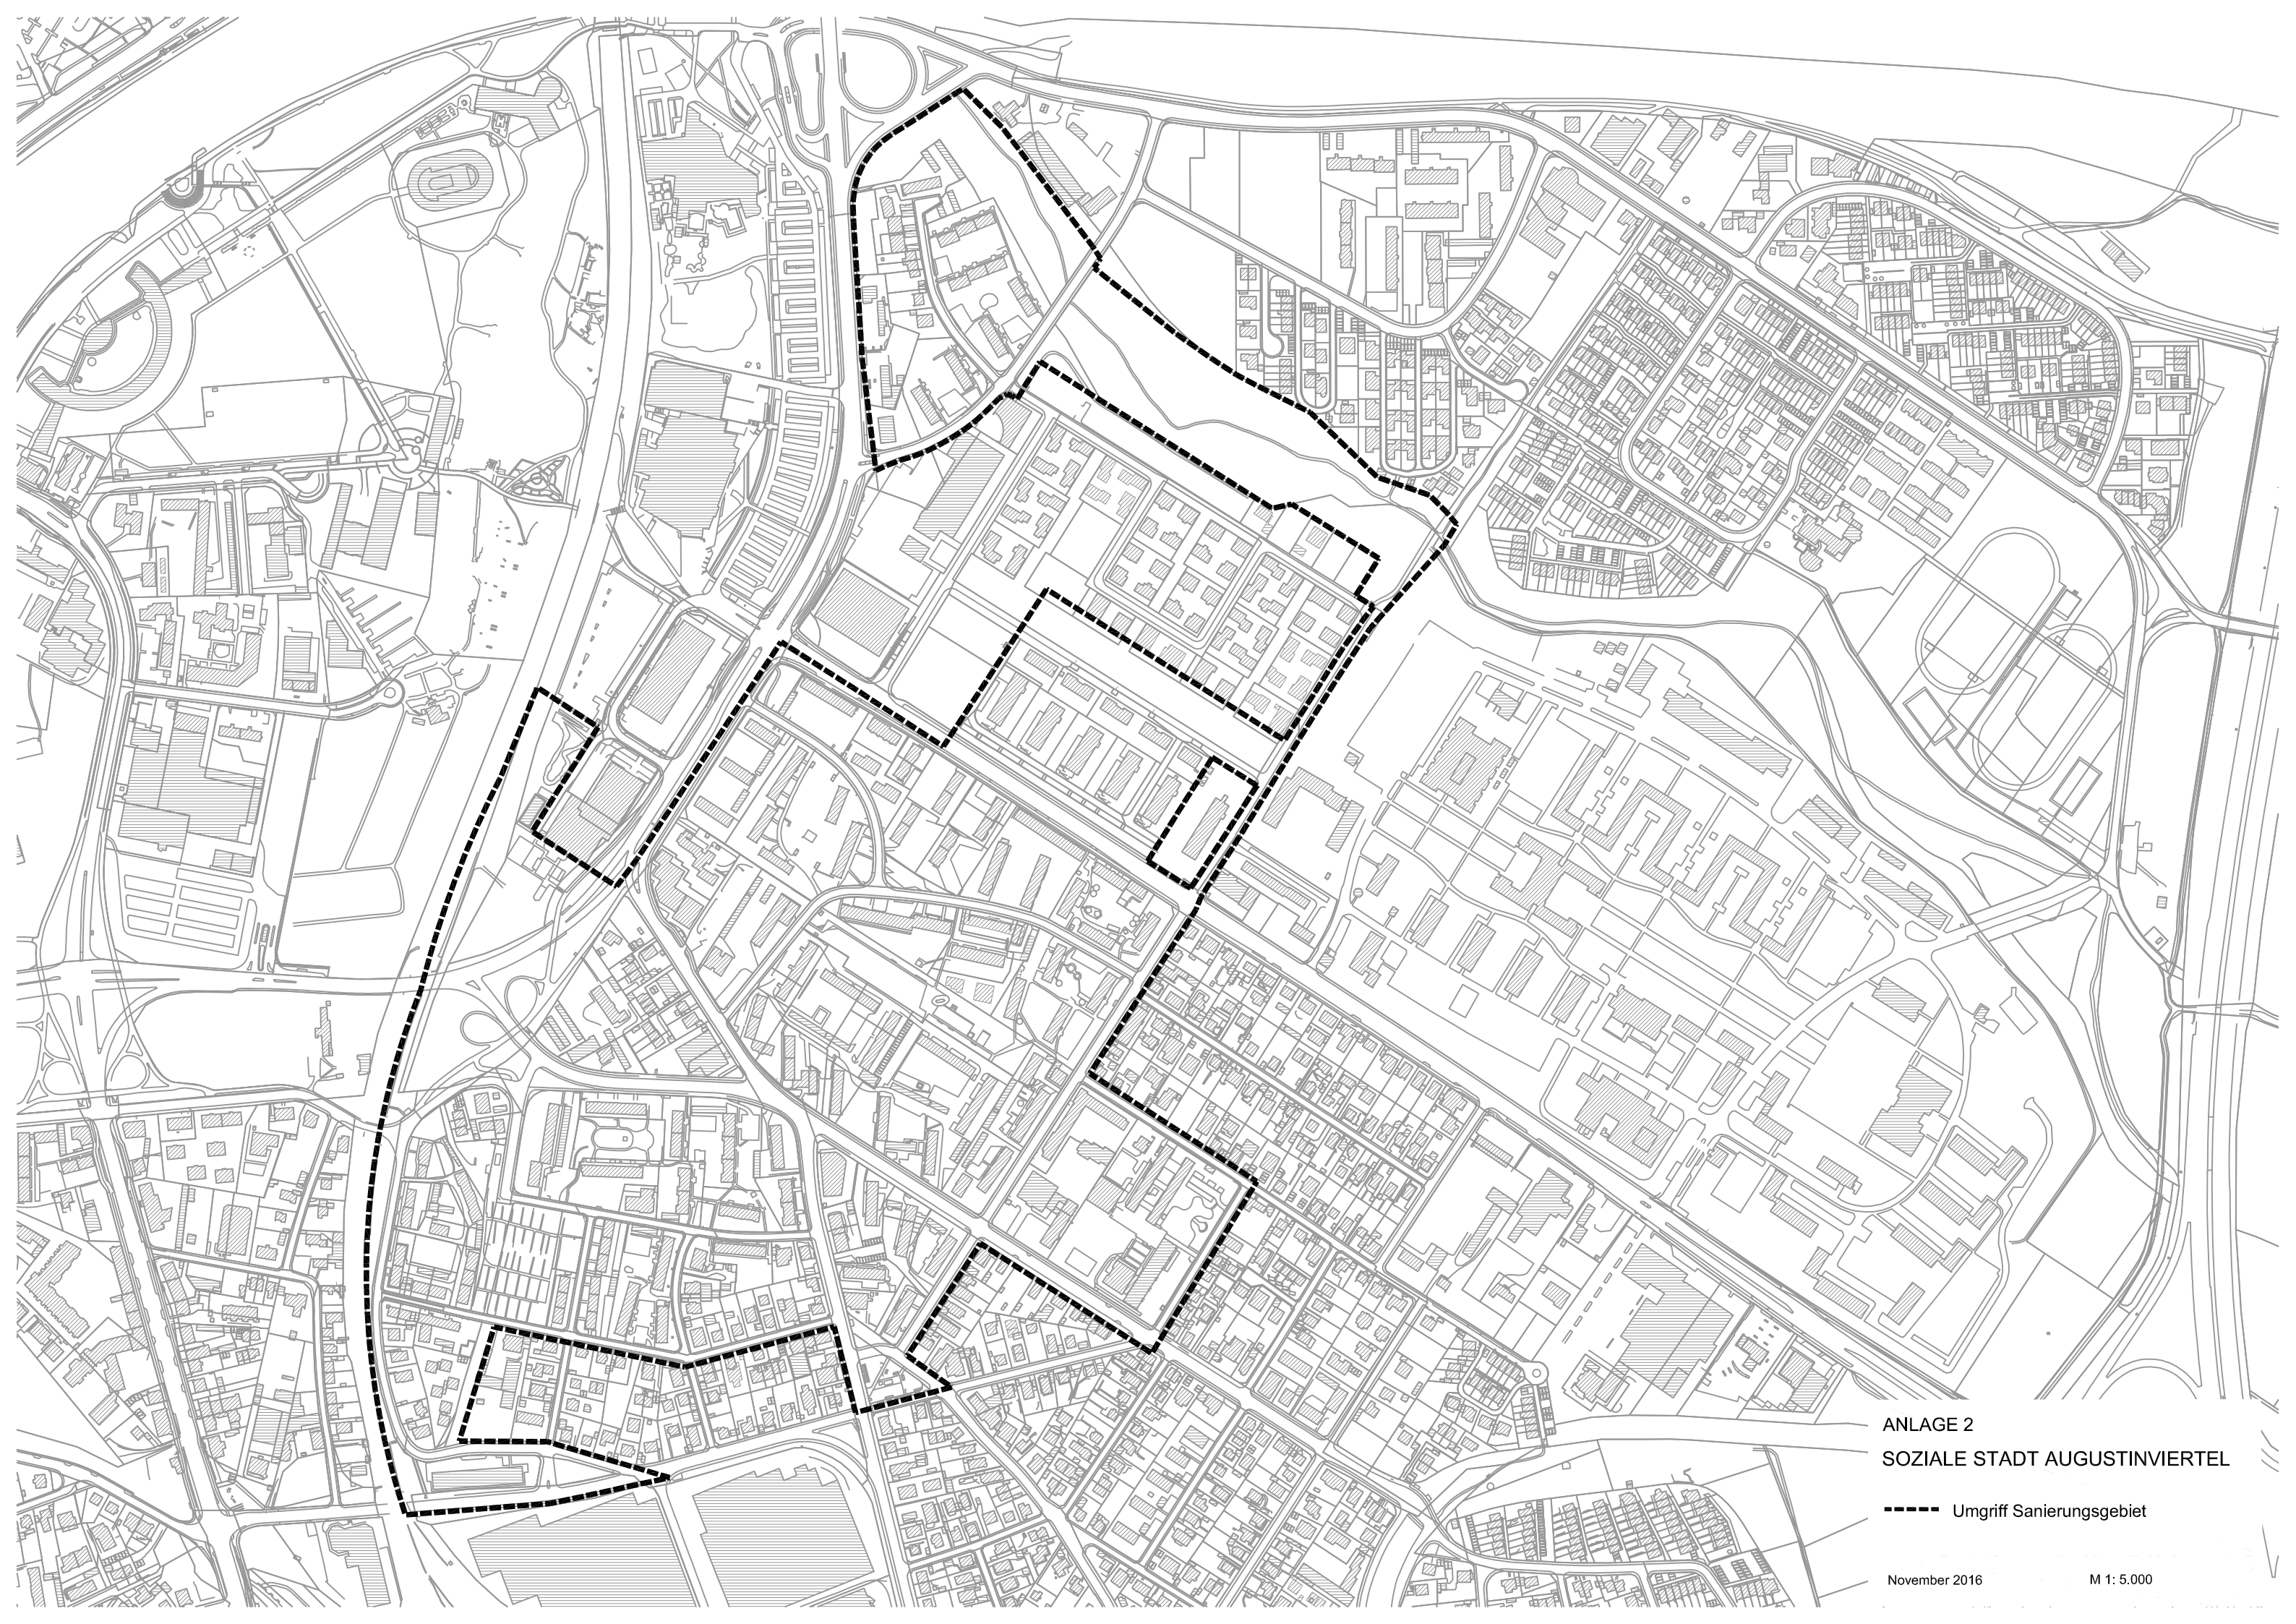 ANLAGE 2
SOZIALE STADT AUGUSTINVIERTEL
Umgriff Sanierungsgebiet
November 2016 M 1: 5.000